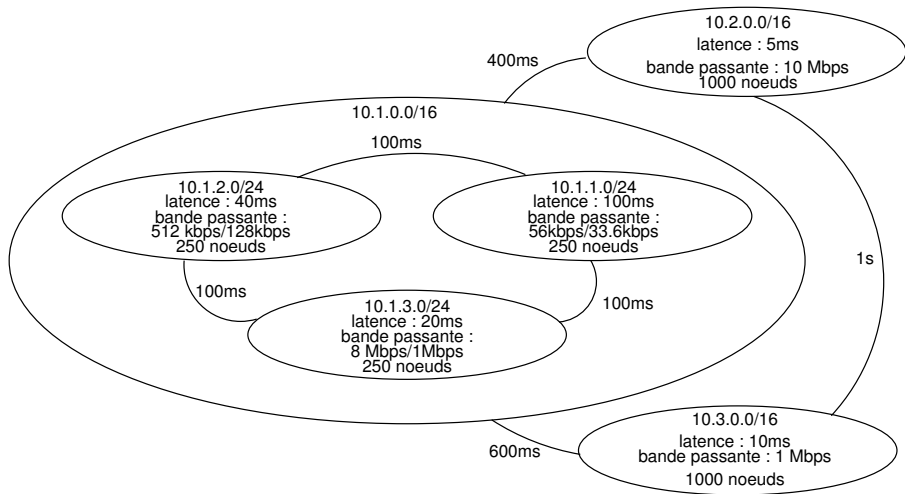 10.2.0.0/16
latence : 5ms
bande passante : 10 Mbps
1000 noeuds
400ms
10.1.0.0/16
100ms
10.1.2.0/24
latence : 40ms
bande passante :
512 kbps/128kbps
250 noeuds
10.1.1.0/24
latence : 100ms
bande passante :
56kbps/33.6kbps
250 noeuds
1s
100ms
100ms
10.1.3.0/24
latence : 20ms
bande passante :
8 Mbps/1Mbps
250 noeuds
600ms
10.3.0.0/16
latence : 10ms
bande passante : 1 Mbps
1000 noeuds